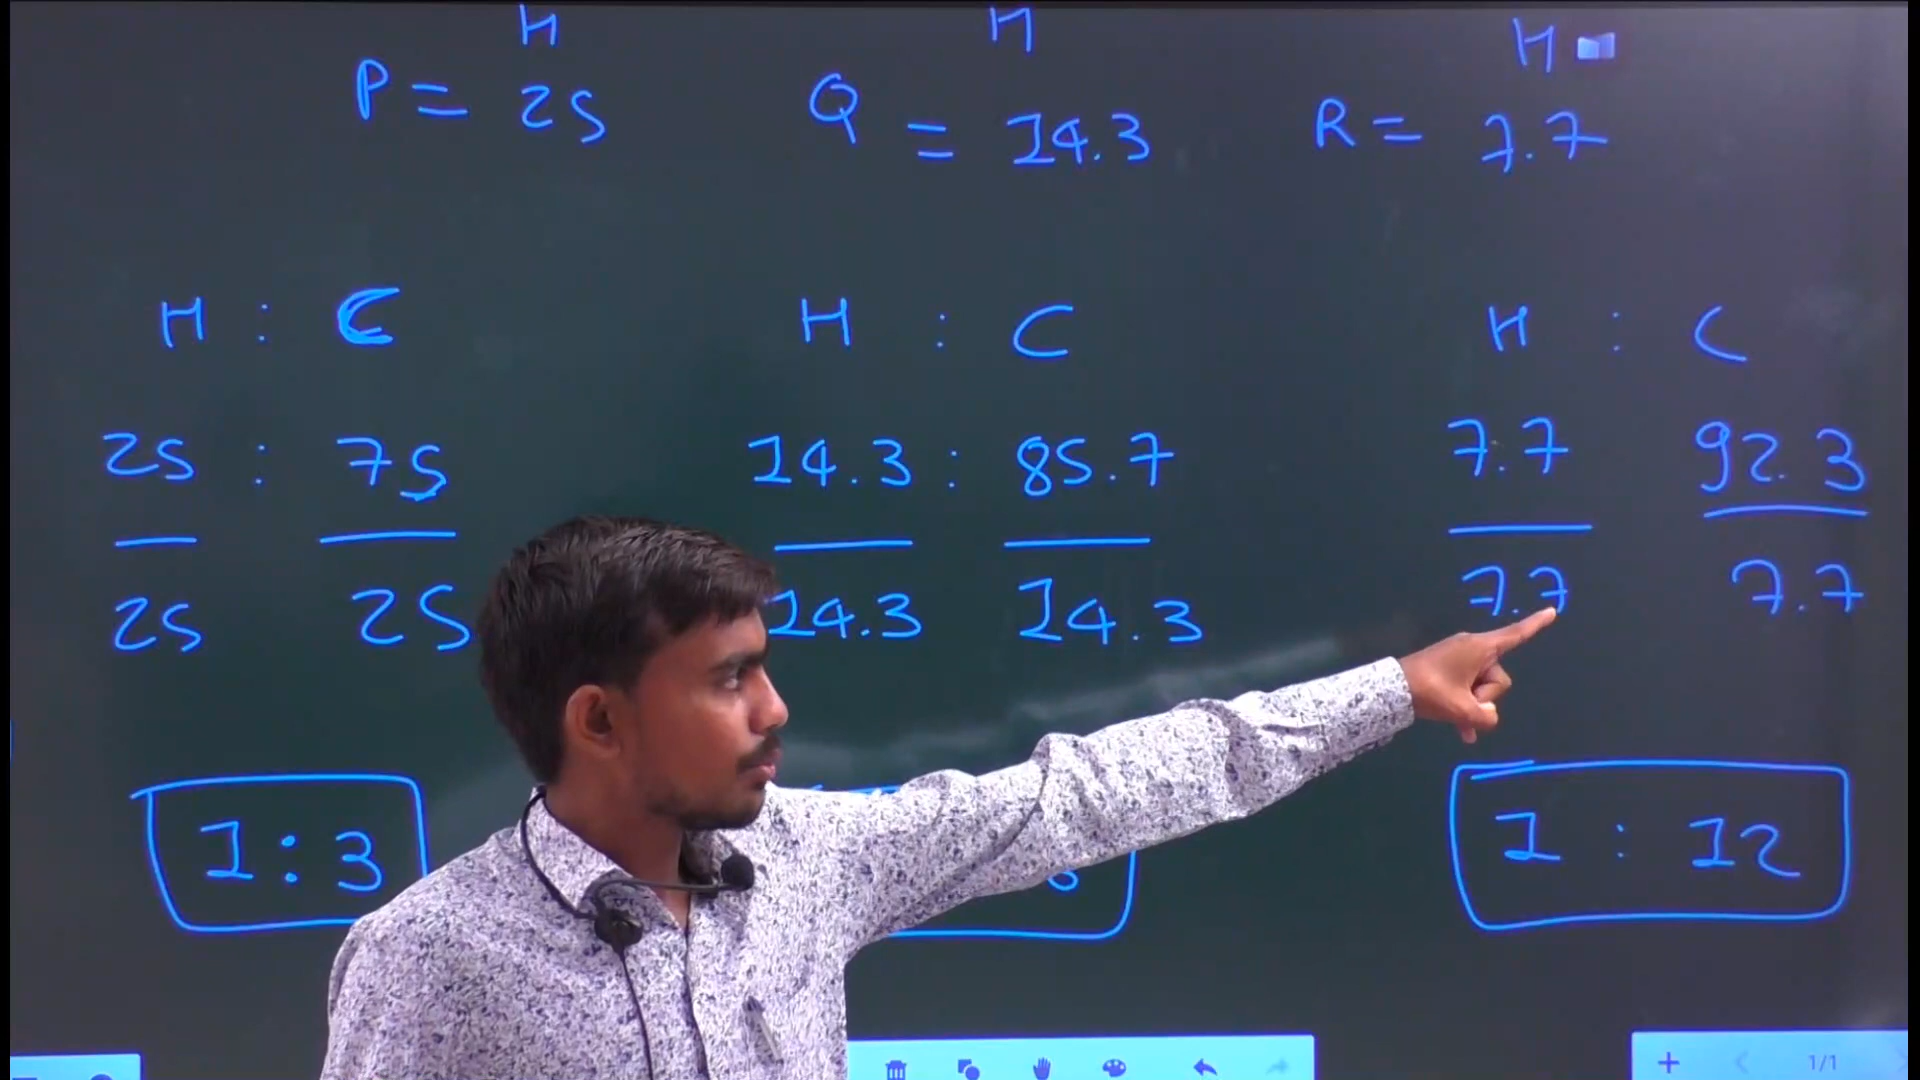 H H H
P = 25 Q = 14.3 R = 7.7
H : C H : C H : C
25 : 75 14.3 : 85.7 7.7 92.3
25 25 14.3 14.3 7.7 7.7
1 : 3 6 1 : 12
1/1